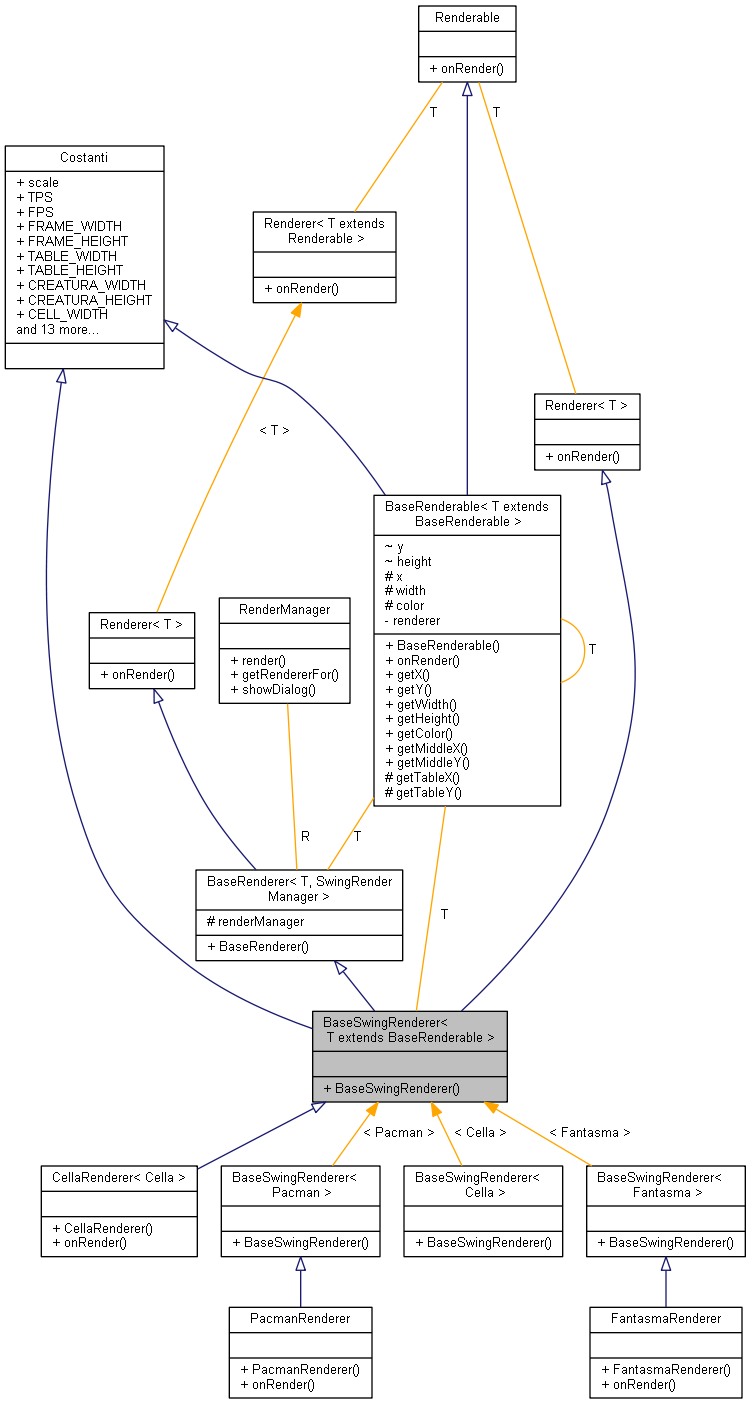 Renderable
+ onRender()
T
T
Costanti
+ scale
+ TPS
+ FPS
+ FRAME_WIDTH
+ FRAME_HEIGHT
+ TABLE_WIDTH
+ TABLE_HEIGHT
+ CREATURA_WIDTH
+ CREATURA_HEIGHT
+ CELL_WIDTH
and 13 more...
Renderer< T extends
Renderable >
+ onRender()
< T >
Renderer< T >
+ onRender()
BaseRenderable< T extends
BaseRenderable >
~ y
~ height
# x
# width
# color
- renderer
+ BaseRenderable()
+ onRender()
+ getX()
+ getY()
+ getWidth()
+ getHeight()
+ getColor()
+ getMiddleX()
+ getMiddleY()
# getTableX()
# getTableY()
T
Renderer< T >
+ onRender()
RenderManager
+ render()
+ getRendererFor()
+ showDialog()
R
T
BaseRenderer< T, SwingRender
Manager >
# renderManager
+ BaseRenderer()
T
BaseSwingRenderer<
T extends BaseRenderable >
+ BaseSwingRenderer()
< Pacman >
< Cella >
< Fantasma >
CellaRenderer< Cella >
+ CellaRenderer()
+ onRender()
BaseSwingRenderer<
Pacman >
+ BaseSwingRenderer()
BaseSwingRenderer<
Cella >
+ BaseSwingRenderer()
BaseSwingRenderer<
Fantasma >
+ BaseSwingRenderer()
PacmanRenderer
+ PacmanRenderer()
+ onRender()
FantasmaRenderer
+ FantasmaRenderer()
+ onRender()